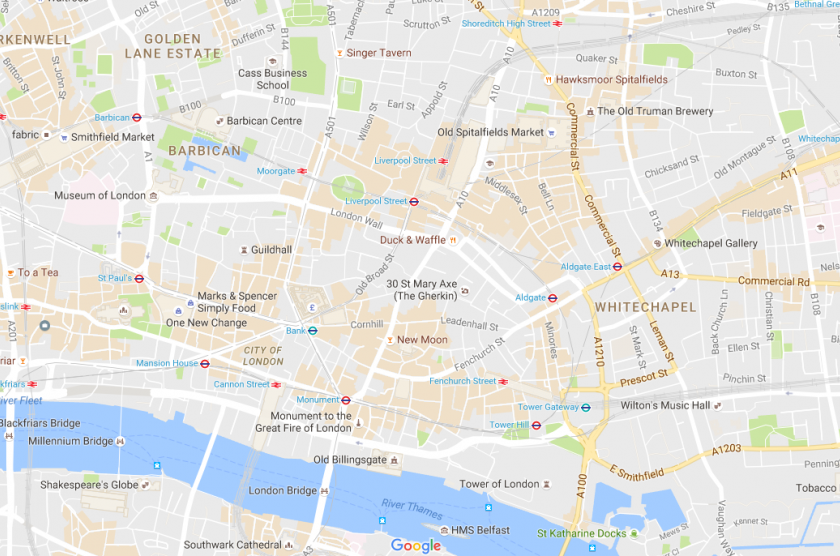 Old St
A1209
Shoreditch High Street
Cheshire St
B135
Bethnal Gre
RKENWELL
GOLDEN
LANE ESTATE
Dufferin St
B144
Tabernacle
Scrutton St
Pedley St
Singer Tavern
A10
Quaker St
Buxton St
Britton St
St John St
Cass Business
School
Hawksmoor Spitalfields
B100
B100
Earl St
Appold St
A10
Wilson St
A501
The Old Truman Brewery
Barbican
Barbican Centre
Commercial St
fabric
Smithfield Market
Old Spitalfields Market
Whitechap
B108
BARBICAN
A1
Liverpool Street
Old Montague St
Chicksand St
Moorgate
A11
Middlesex St
Bell Ln
Museum of London
Liverpool Street
A10
London Wall
B134
Fieldgate St
Commercial St
Duck & Waffle
Whitechapel Gallery
Guildhall
Nels
Old Broad St
Aldgate East
A13
To a Tea
St Paul's
30 St Mary Axe
(The Gherkin)
Commercial Rd
Marks & Spencer
Simply Food
Aldgate
slink
WHITECHAPEL
£
One New Change
A201
Bank
Cornhill
Leadenhall St
Minories
St Mark St
Leman St
Back Church Ln
Christian St
B108
New Moon
Ellen St
CITY OF
LONDON
Fenchurch St
A1210
riar
Mansion House
Cannon Street
Fenchurch Street
Prescot St
Pinchin St
kfriars
River Fleet
Monument
Tower Gateway
Wilton's Music Hall
Monument to the
Great Fire of London
Tower Hill
Blackfriars Bridge
Millennium Bridge
Old Billingsgate
A1203
E Smithfield
Penning
Shakespeare's Globe
London Bridge
Tower of London
A100
Tobacco
River Thames
Vaughan Way
HMS Belfast
St Katharine Docks
Mews St
Kennet St
Southwark Cathedral
A3
Google